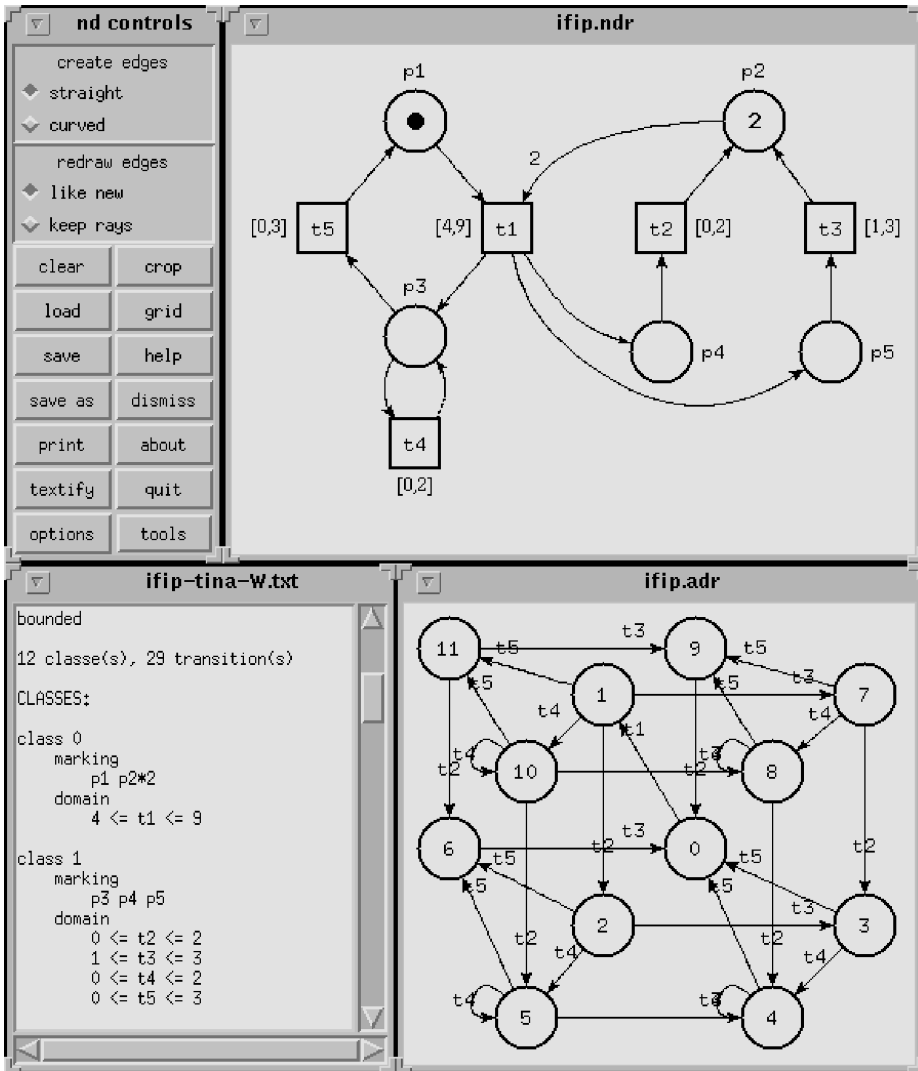 nd controls
create edges
straight
curved
redraw edges
like new
keep rays
clear crop
load grid
save help
save as dismiss
print about
textify quit
options tools
ifip.ndr
p1 p2
2
2
[0,3] t5 [4,9] t1 t2 [0,2] t3 [1,3]
p3
p4 p5
t4
[0,2]
ifip-tina-W.txt
bounded
12 classe(s), 29 transition(s)
CLASSES:
class 0
marking
p1 p2*2
domain
4 <= t1 <= 9
class 1
marking
p3 p4 p5
domain
0 <= t2 <= 2
1 <= t3 <= 3
0 <= t4 <= 2
0 <= t5 <= 3
ifip.adr
t3
11 t5 9 t5
t5 1 t3 7
t5
t4 t1 t4
t4 t2 10 t2 8
t3
6 t5 t2 0 t5 t2
t5 t5
2 t3 3
t2 t4 t2 t4
t4 5 4